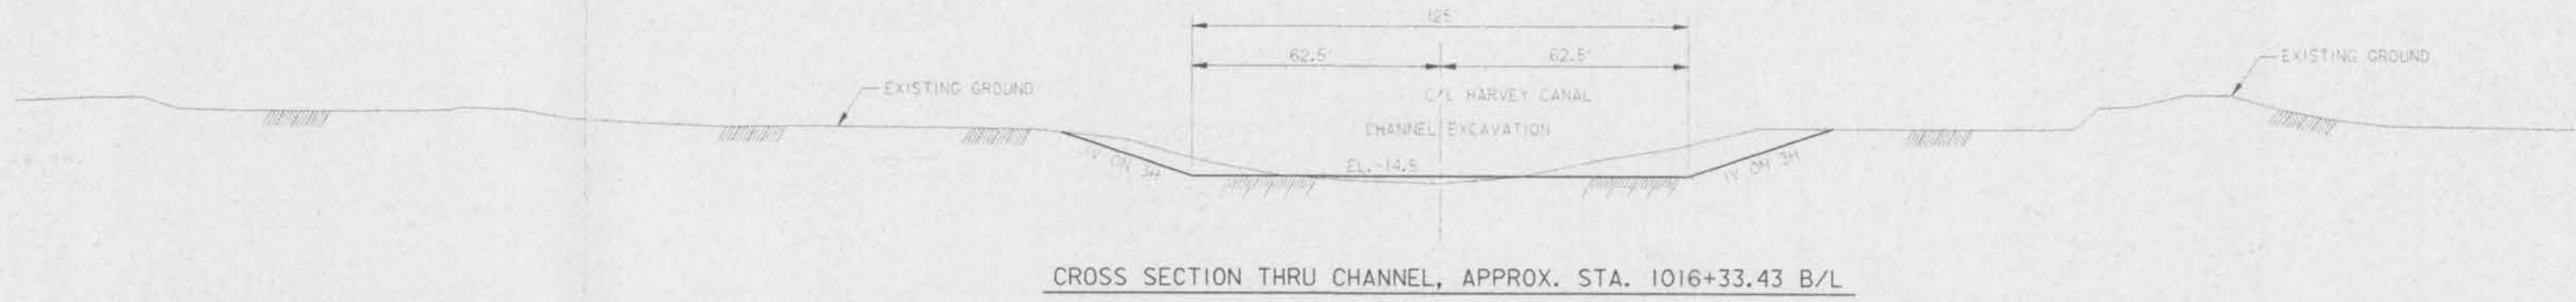 125'
62.5'
62.5'
EXISTING GROUND
EXISTING GROUND
C/L HARVEY CANAL
CHANNEL EXCAVATION
1V ON 3H
EL. -14.5
1V ON 3H
CROSS SECTION THRU CHANNEL, APPROX. STA. 1016+33.43 B/L